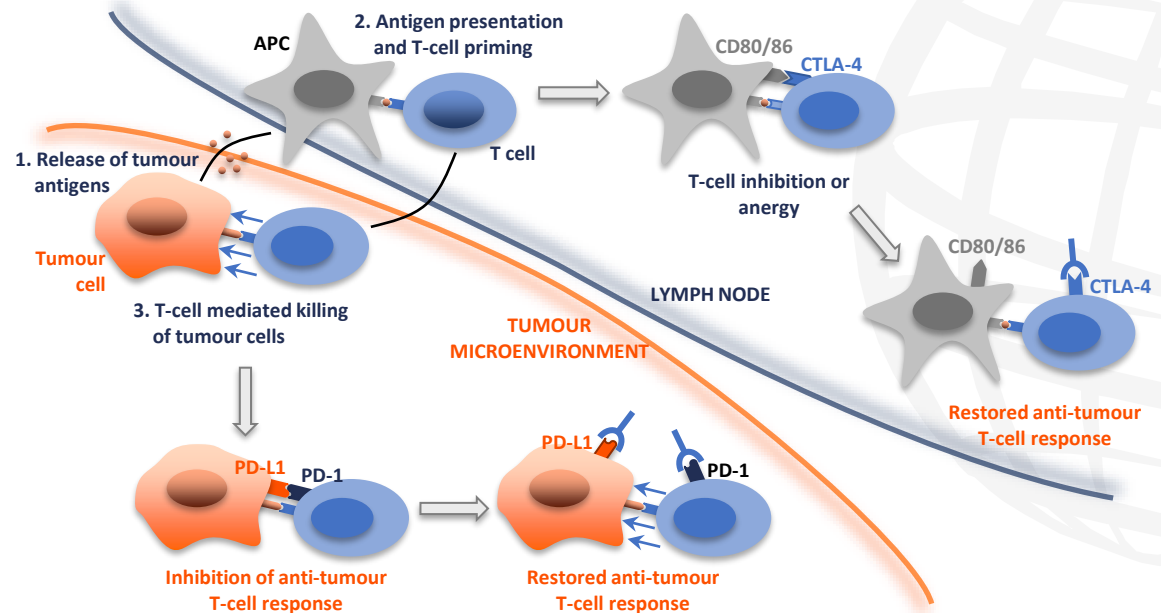 APC
2. Antigen presentation
and T-cell priming
CD80/86
CTLA-4
T cell
1. Release of tumour
antigens
T-cell inhibition or
anergy
Tumour
cell
CD80/86
CTLA-4
3. T-cell mediated killing
of tumour cells
LYMPH NODE
TUMOUR
MICROENVIRONMENT
Restored anti-tumour
T-cell response
PD-L1
PD-1
PD-L1
PD-1
Inhibition of anti-tumour
T-cell response
Restored anti-tumour
T-cell response